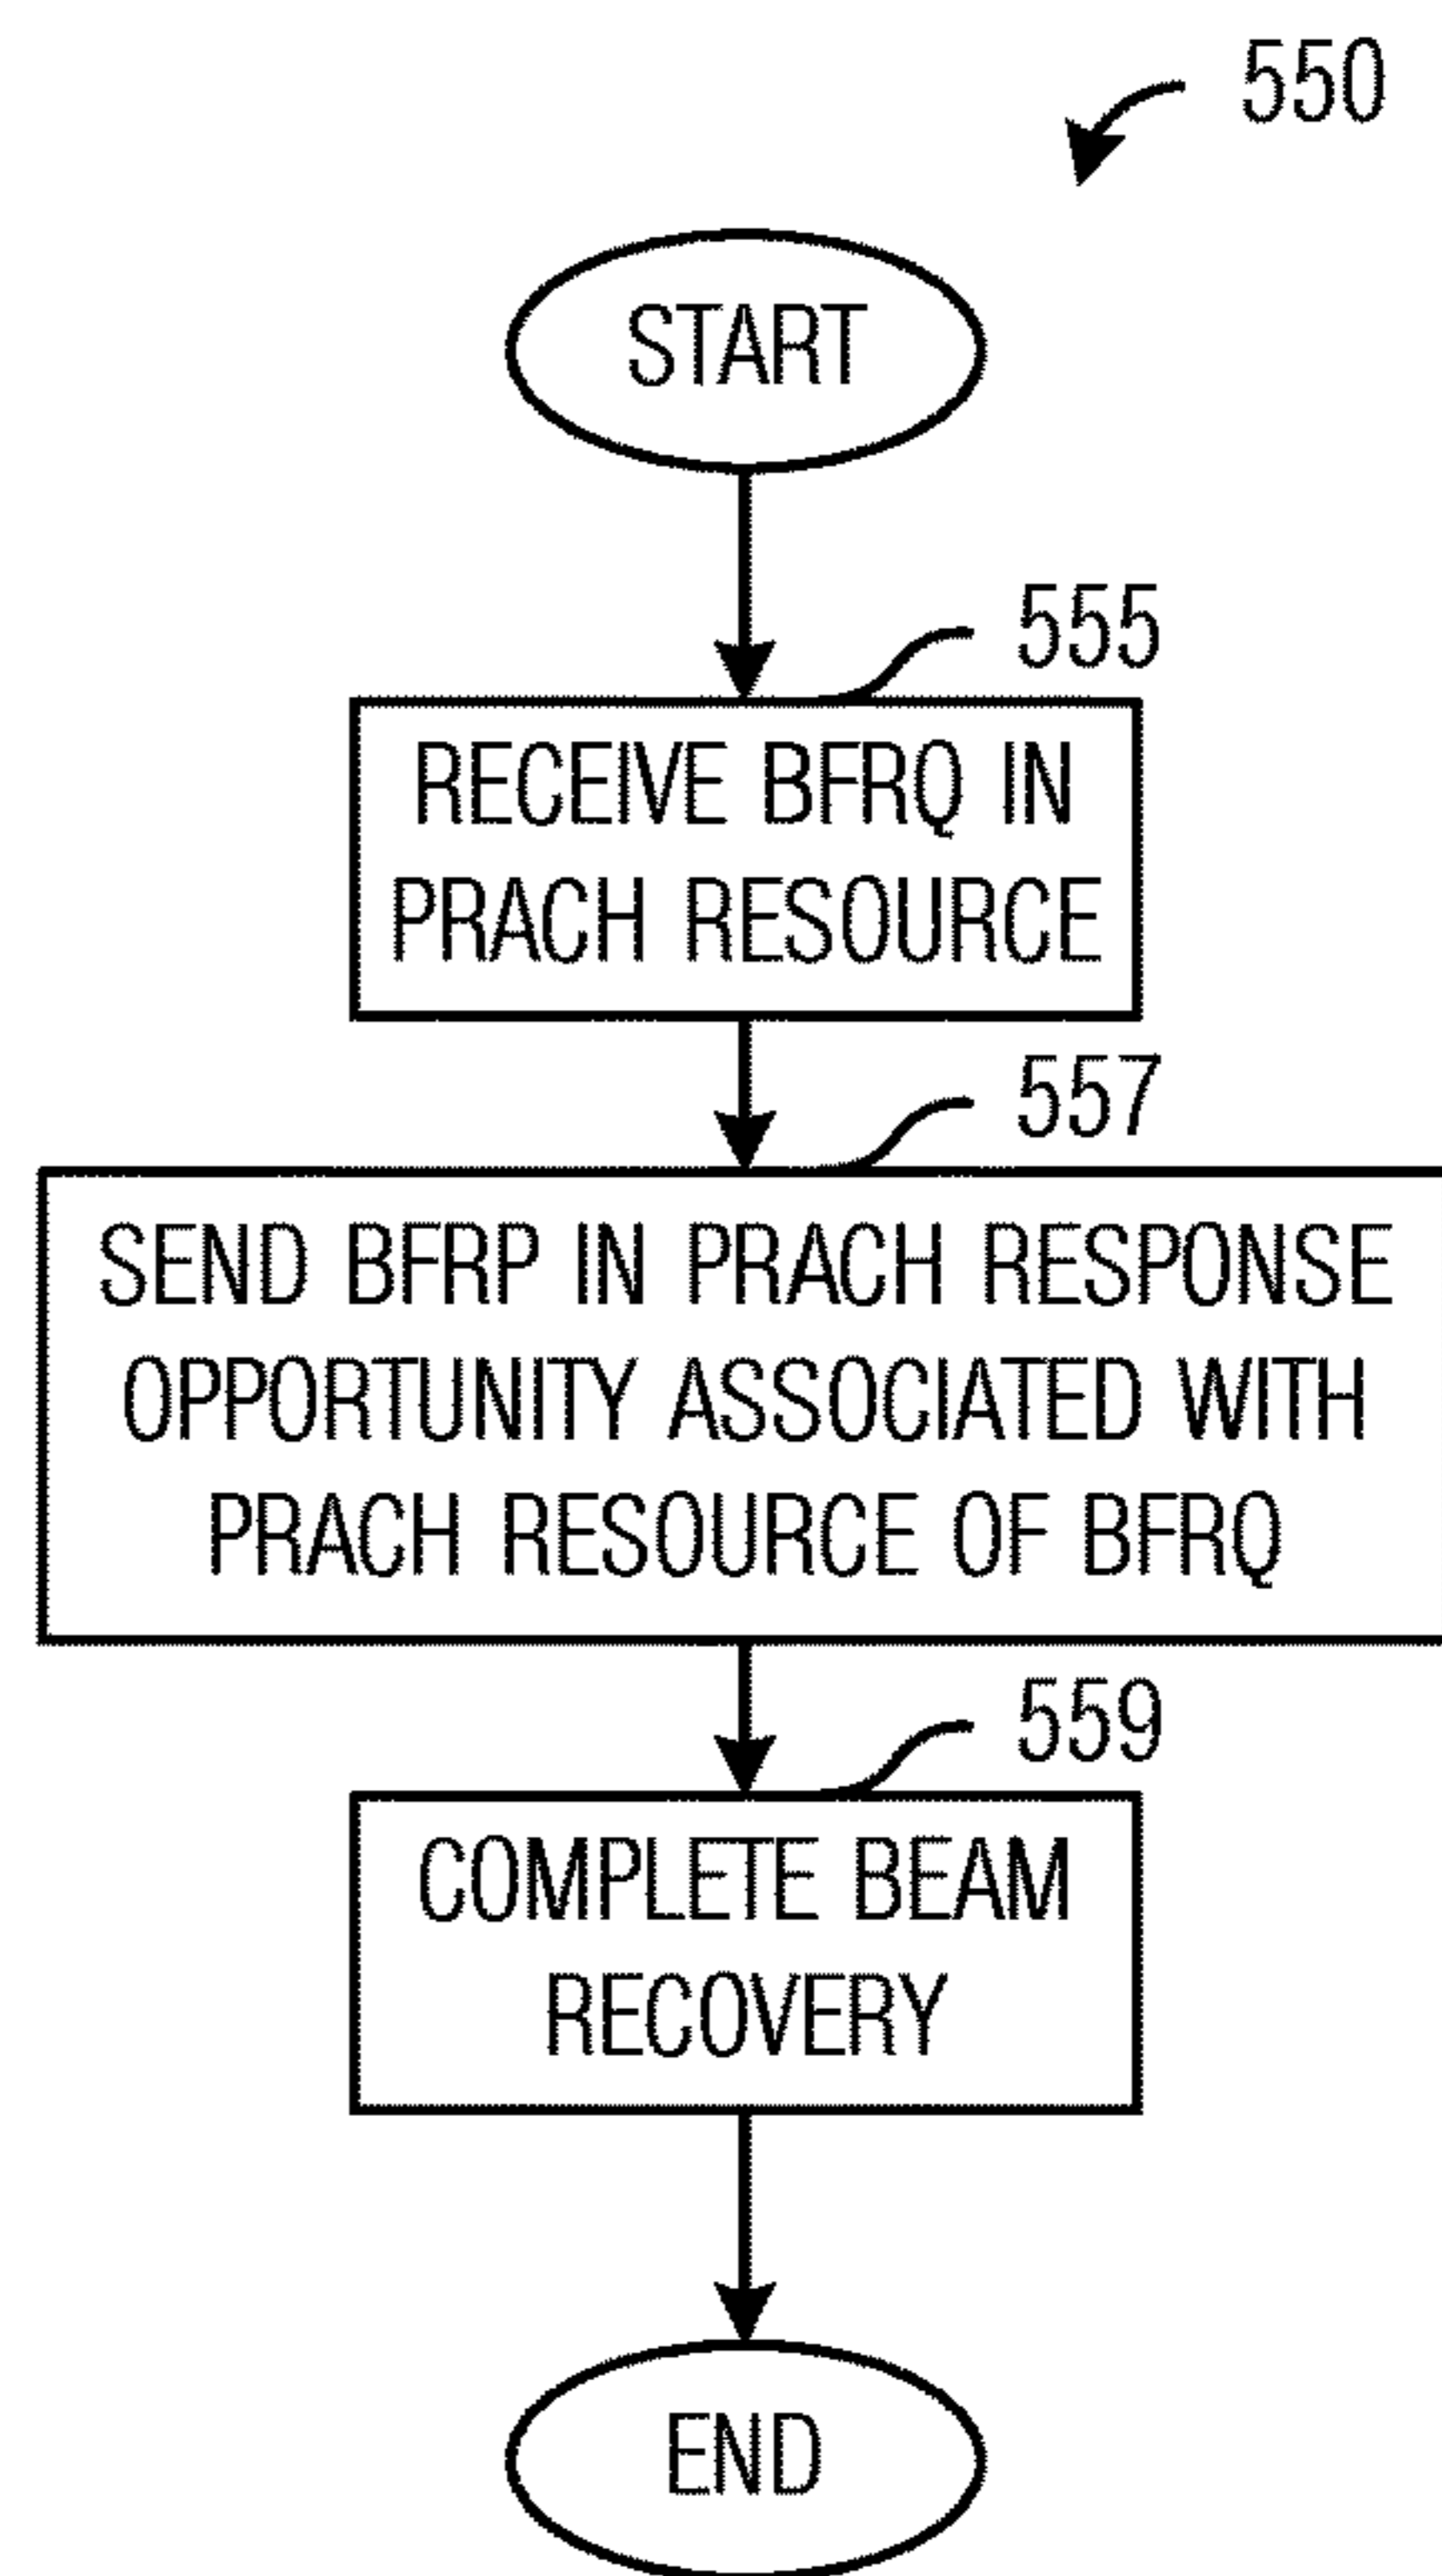 550
START
555
RECEIVE BFRQ IN
PRACH RESOURCE
557
SEND BFRP IN PRACH RESPONSE
OPPORTUNITY ASSOCIATED WITH
PRACH RESOURCE OF BFRQ
559
COMPLETE BEAM
RECOVERY
END